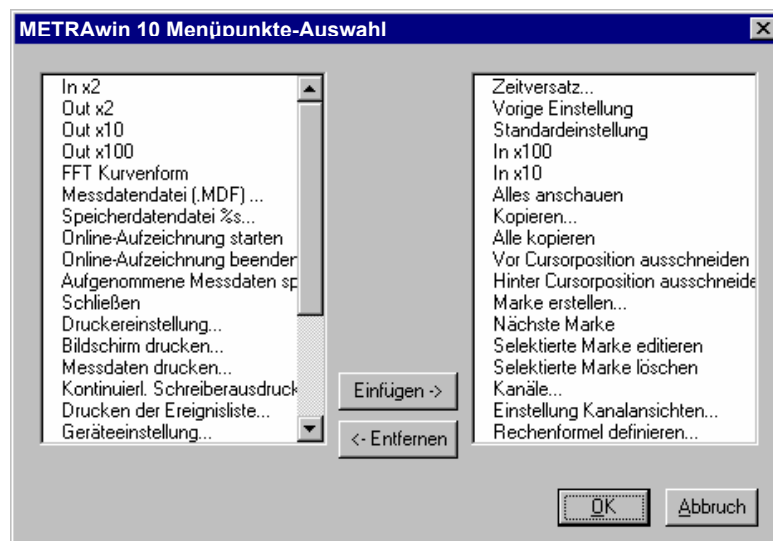 METRAwin 10 Menüpunkte-Auswahl
In x2
Out x2
Out x10
Out x100
FFT Kurvenform
Messdatendatei (.MDF) ...
Speicherdatendatei %s...
Online-Aufzeichnung starten
Online-Aufzeichnung beenden
Aufgenommene Messdaten sp
Schließen
Druckereinstellung...
Bildschirm drucken...
Messdaten drucken...
Kontinuierl. Schreiberausdruck
Drucken der Ereignisliste...
Geräteeinstellung...
Einfügen ->
<- Entfernen
Zeitversatz...
Vorige Einstellung
Standardeinstellung
In x100
In x10
Alles anschauen
Kopieren...
Alle kopieren
Vor Cursorposition ausschneiden
Hinter Cursorposition ausschneide
Marke erstellen...
Nächste Marke
Selektierte Marke editieren
Selektierte Marke löschen
Kanäle...
Einstellung Kanalansichten...
Rechenformel definieren...
OK
Abbruch